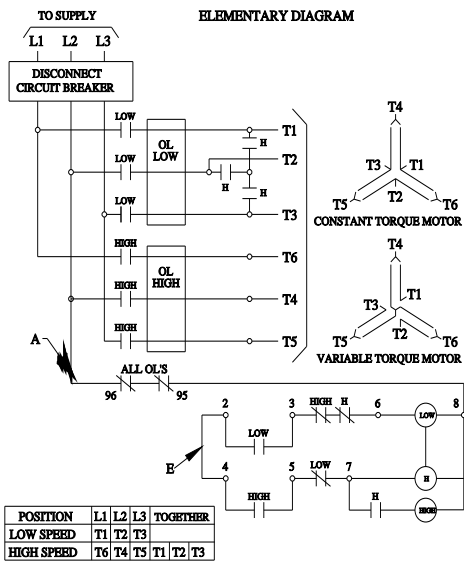 TO SUPPLY
ELEMENTARY DIAGRAM
L1 L2 L3
DISCONNECT
CIRCUIT BREAKER
LOW
T1
OL
LOW
H
LOW
T2
H
H
LOW
T3
HIGH
T6
OL
HIGH
HIGH
T4
HIGH
T5
T4
T3 T1
T2
T5 T6
CONSTANT TORQUE MOTOR
T4
T1
T3
T2
T5 T6
VARIABLE TORQUE MOTOR
A
ALL OL'S
96 95
2 3 HIGH H 6 LOW 8
LOW
E
4 5 LOW 7 H
HIGH H HIGH
POSITION L1 L2 L3 TOGETHER
LOW SPEED T1 T2 T3
HIGH SPEED T6 T4 T5 T1 T2 T3